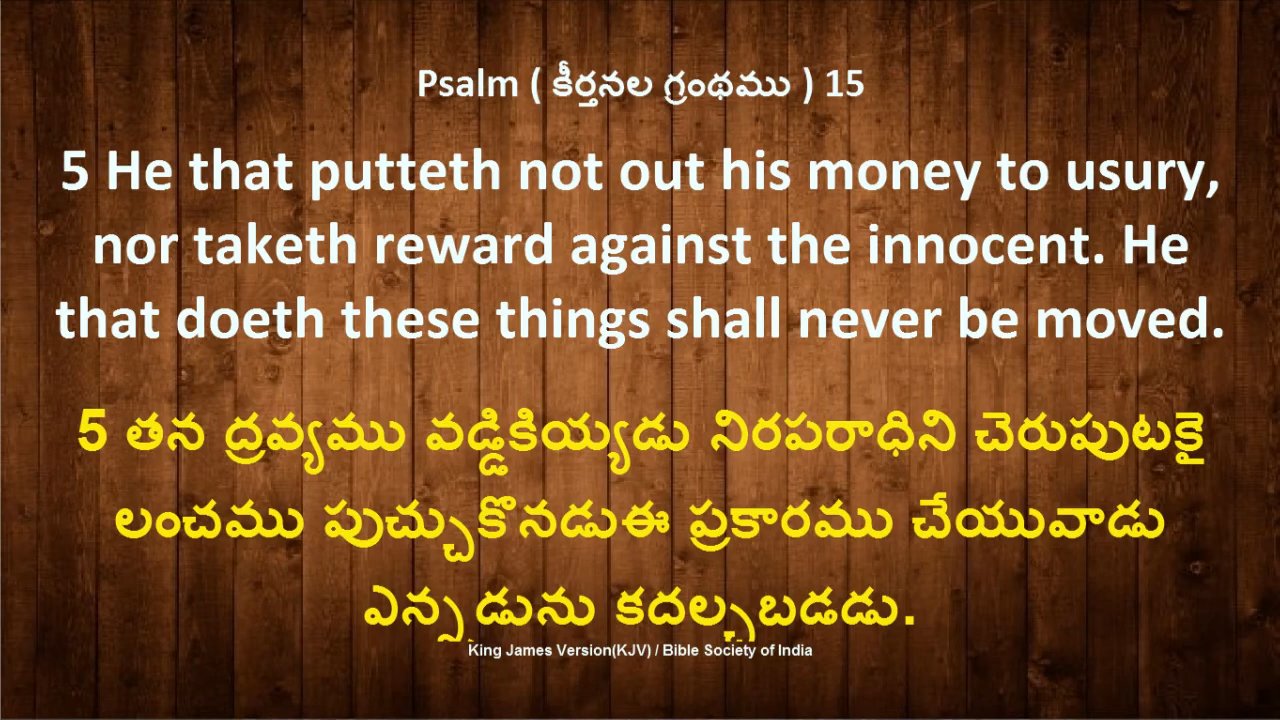 Psalm ( కీర్తనల గ్రంథము ) 15
5 He that putteth not out his money to usury,
nor taketh reward against the innocent. He
that doeth these things shall never be moved.
5 తన ద్రవ్యము వడ్డికియ్యడు నిరపరాధిని చెరుపుటకై
లంచము పుచ్చుకొనడుఈ ప్రకారము చేయువాడు
ఎన్నడును కదల్చబడడు.
King James Version(KJV) / Bible Society of India